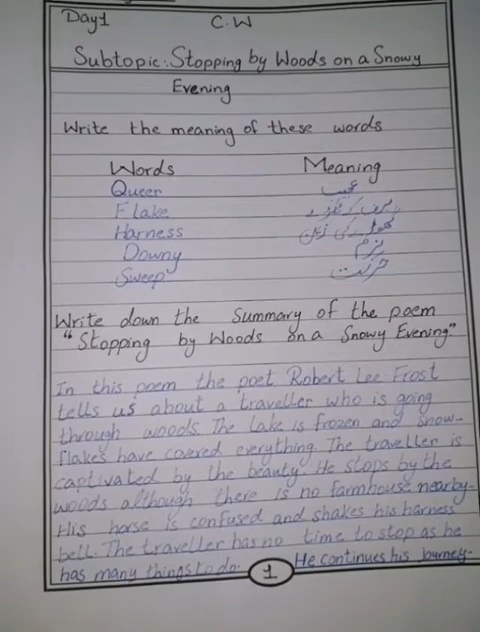 Day1 C.W
Subtopic: Stopping by Woods on a Snowy
Evening
Write the meaning of these words
Words Meaning
Queer عجیب
Flake برف کے
Harness گھوڑے کی زین
Downy نرم
Sweep حرکت
Write down the Summary of the poem
"Stopping by Woods on a Snowy Evening"
In this poem the poet Robert Lee Frost
tells us about a traveller who is going
through woods. The lake is frozen and snow-
flakes have covered everything. The traveller is
captivated by the beauty. He stops by the
woods although there is no farmhouse nearby.
His horse is confused and shakes his harness
bell. The traveller has no time to stop as he
has many things to do. He continues his journey.
1